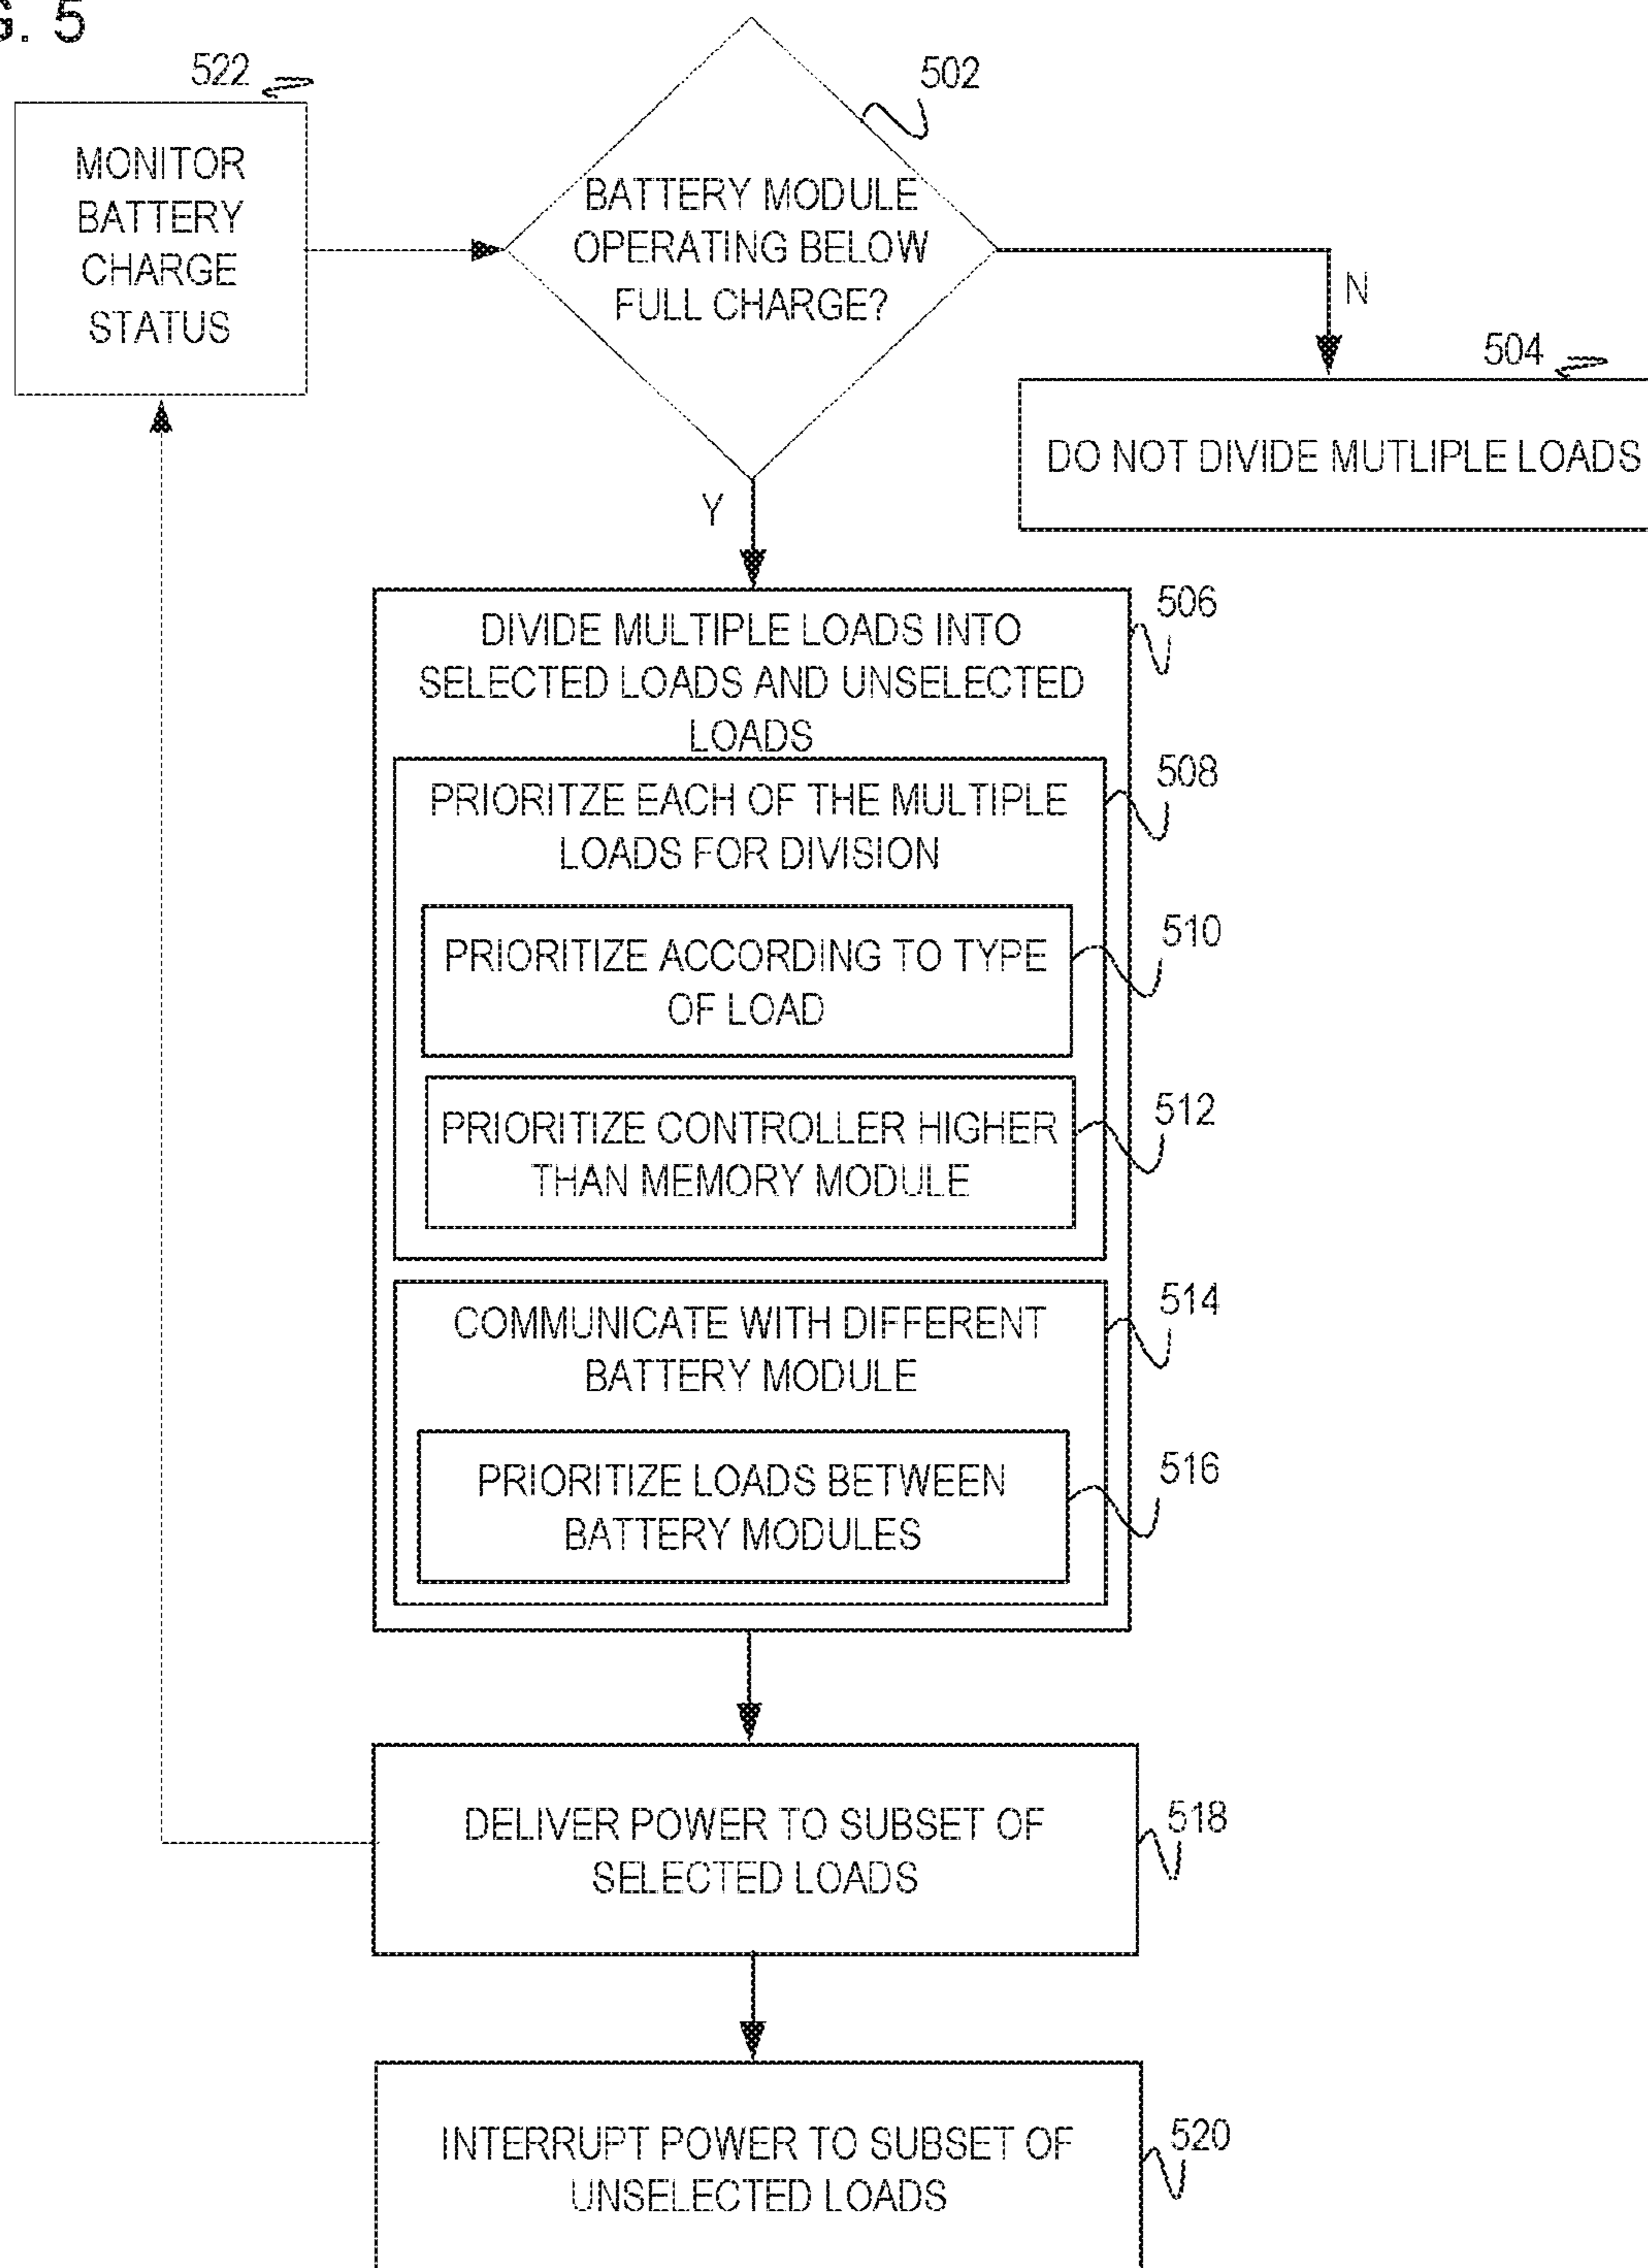 G. 5
522
502
MONITOR
BATTERY
CHARGE
STATUS
BATTERY MODULE
OPERATING BELOW
FULL CHARGE?
N
504
DO NOT DIVIDE MUTLIPLE LOADS
Y
506
DIVIDE MULTIPLE LOADS INTO
SELECTED LOADS AND UNSELECTED
LOADS
508
PRIORITZE EACH OF THE MULTIPLE
LOADS FOR DIVISION
510
PRIORITIZE ACCORDING TO TYPE
OF LOAD
512
PRIORITIZE CONTROLLER HIGHER
THAN MEMORY MODULE
514
COMMUNICATE WITH DIFFERENT
BATTERY MODULE
516
PRIORITIZE LOADS BETWEEN
BATTERY MODULES
518
DELIVER POWER TO SUBSET OF
SELECTED LOADS
520
INTERRUPT POWER TO SUBSET OF
UNSELECTED LOADS